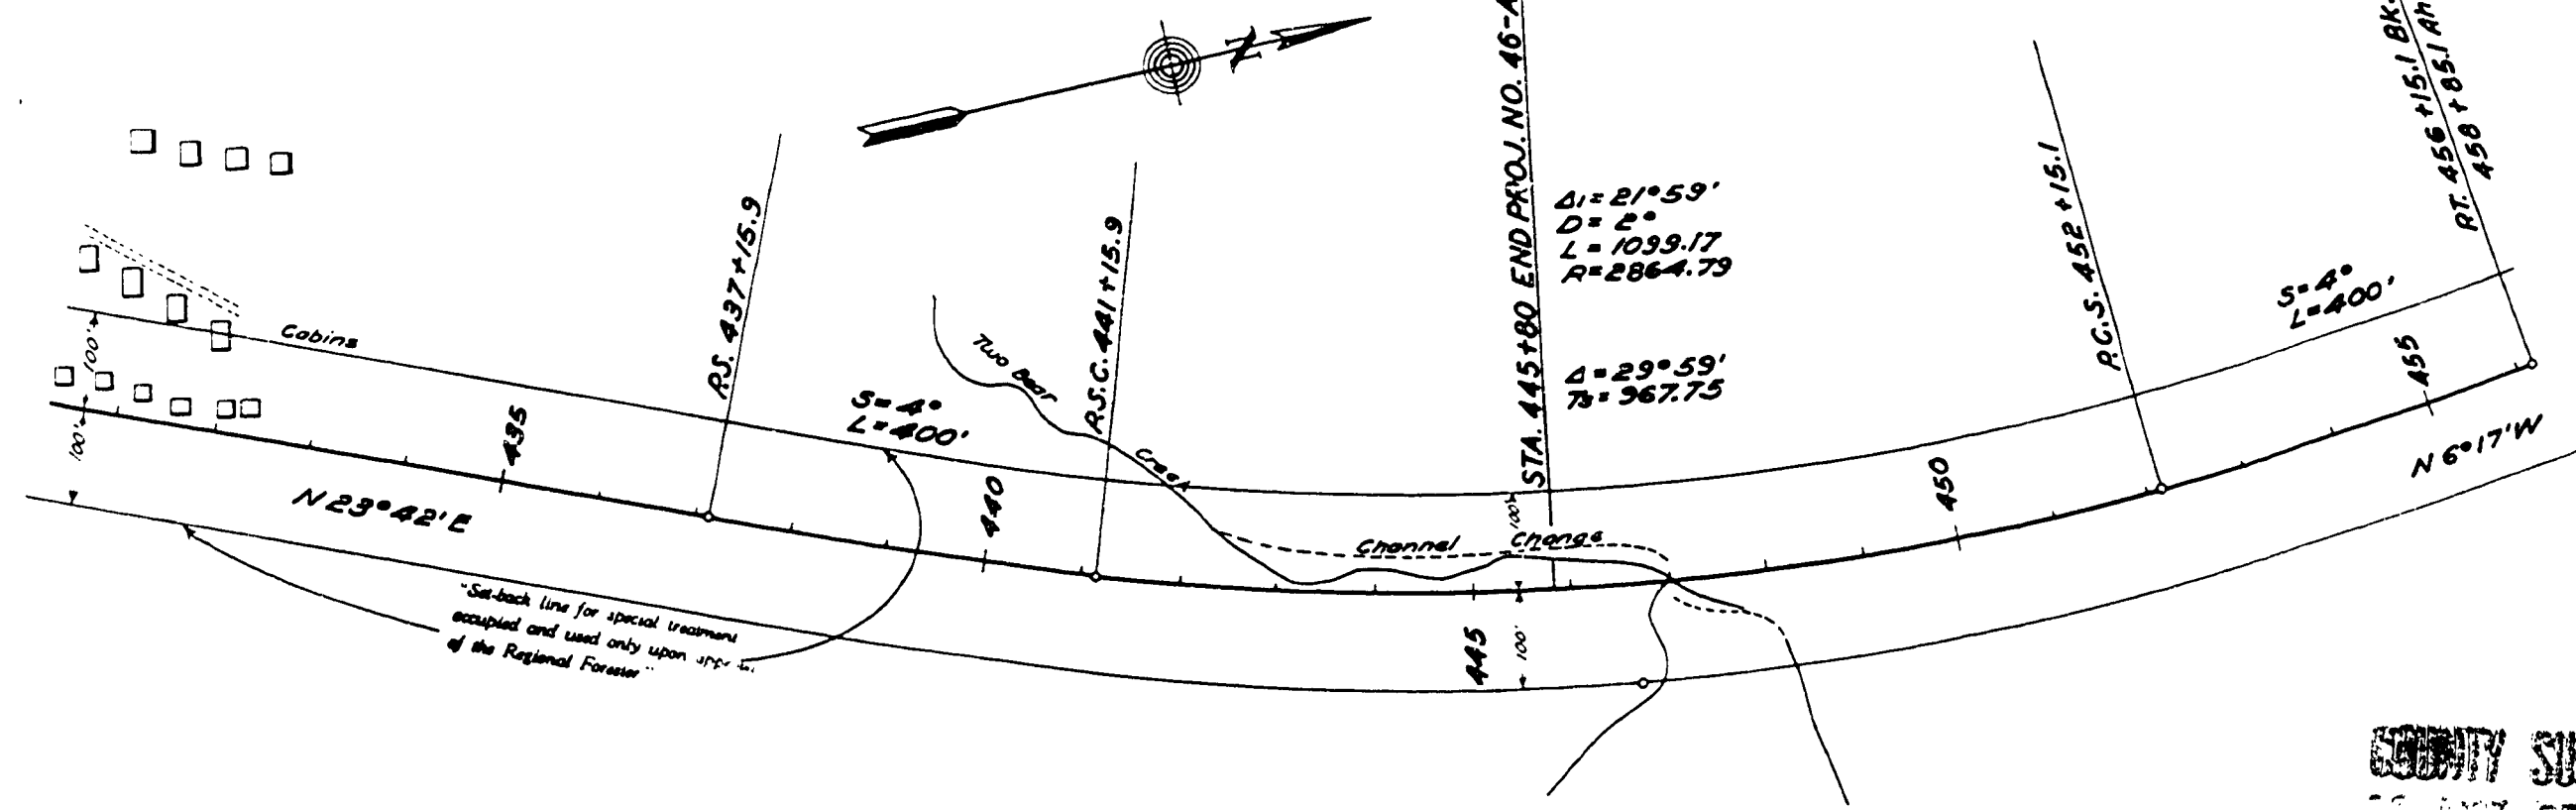 N
Cabins
100'
100'
N 23° 42' E
435
P.S. 437+15.9
S=4°
L=400'
440
Two Bear
Creek
P.S.C. 441+15.9
"Set-back line for special treatment
occupied and used only upon
of the Regional Forester"
Channel Change
100'
100'
445
STA. 445+80 END PROJ. NO. 46-A
Δ1=21°59'
D=2°
L=1099.17
R=2864.79
Δ=29°59'
Ts=967.75
450
P.C.S. 452+15.1
S=4°
L=400'
455
P.T. 456+15.1 BK.
458+85.1 Ah
N 6°17'W
COUNTY